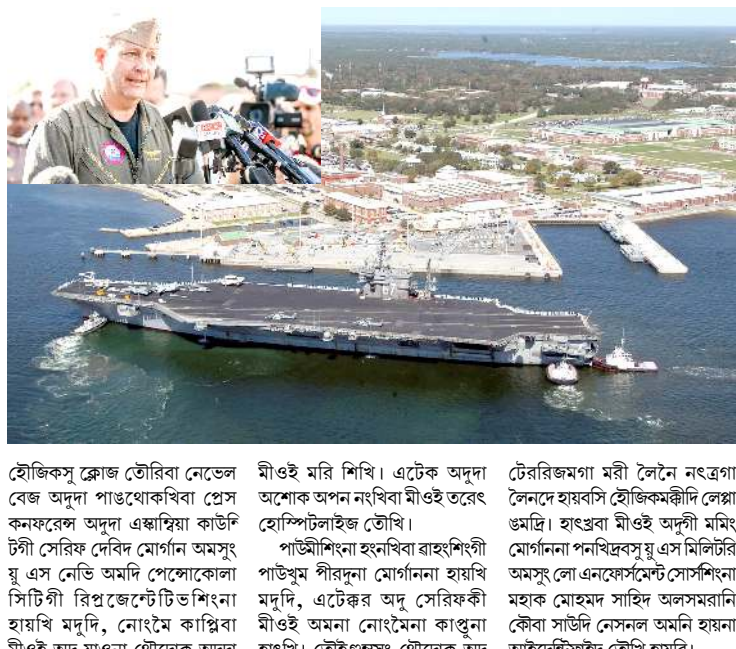 হৌজিকসু ক্লোজ তৌরিবা নেভেল
বেজ অদুদা পাঙথোকখিবা প্রেস
কনফরেন্স অদুদা এস্কাম্বিয়া কাউন্টি
টগী সেরিফ দেবিদ মোর্গান অমসুং
য়ু এস নেভি অমদি পেন্সোকোলা
সিটিগী রিপ্রজেন্টেটিভশিংনা
হায়খি মদুদি, নোংমৈ কাপ্লিবা
মীওই মরি শিখি। এটেক অদুদা
অশোক অপন নংখিবা মীওই তরেৎ
হোস্পিটলাইজ তৌখি।
পাউমীশিংনা হংনখিবা ৱাহংশিংগী
পাউখুম পীরদুনা মোর্গাননা হায়খি
মদুদি, এটেক্কর অদু সেরিফকী
মীওই অমনা নোংমৈনা কাপ্তুনা
টেররিজমগা মরী লৈনৈ নৎত্রগা
লৈনদে হায়বসি হৌজিকমক্কীদি লেপ্পা
ঙমদ্রি। হাৎখ্রবা মীওই অদুগী মমিং
মোর্গাননা পনখিদ্রবসু য়ু এস মিলিটরি
অমসুং লো এনফোর্সমেন্ট সোর্সশিংনা
মহাক মোহমদ সাহিদ অলসমরানি
কৌবা সাউদি নেসনল অমনি হায়না